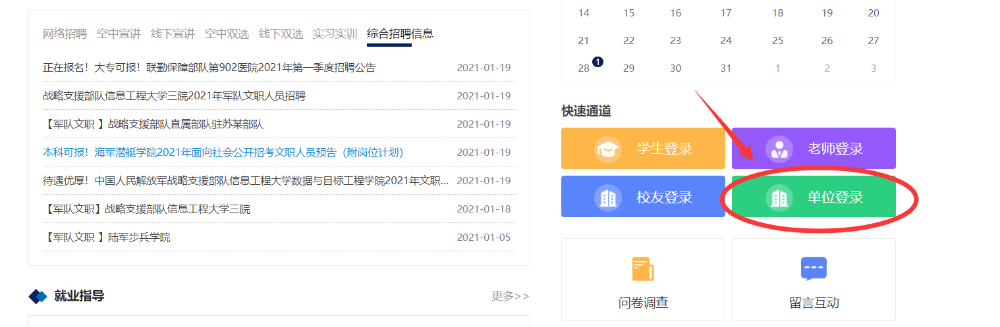 网络招聘 空中宣讲 线下宣讲 空中双选 线下双选 实习实训 综合招聘信息
正在报名！大专可报！联勤保障部队第902医院2021年第一季度招聘公告 2021-01-19
战略支援部队信息工程大学三院2021年军队文职人员招聘 2021-01-19
【军队文职 】战略支援部队直属部队驻苏某部队 2021-01-19
本科可报！海军潜艇学院2021年面向社会公开招考文职人员预告（附岗位计划） 2021-01-19
待遇优厚！中国人民解放军战略支援部队信息工程大学数据与目标工程学院2021年文职... 2021-01-19
【军队文职】战略支援部队信息工程大学三院 2021-01-18
【军队文职 】陆军步兵学院 2021-01-05
就业指导 更多>>
14 15 16 17 18 19 20
21 22 23 24 25 26 27
28 1 29 30 31 1 2 3
快速通道
学生登录 老师登录
校友登录 单位登录
问卷调查 留言互动